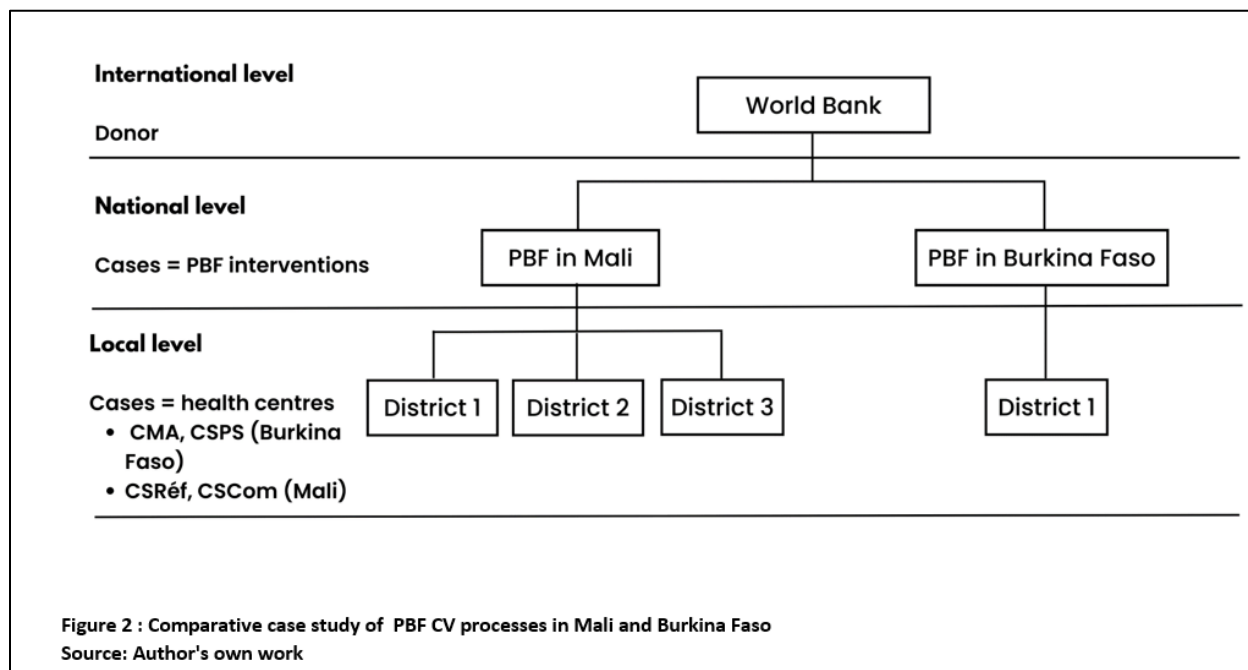 International level
World Bank
Donor
National level
Cases = PBF interventions
PBF in Mali
PBF in Burkina Faso
Local level
Cases = health centres
• CMA, CSPS (Burkina
Faso)
• CSRéf, CSCom (Mali)
District 1
District 2
District 3
District 1
Figure 2 : Comparative case study of PBF CV processes in Mali and Burkina Faso
Source: Author's own work